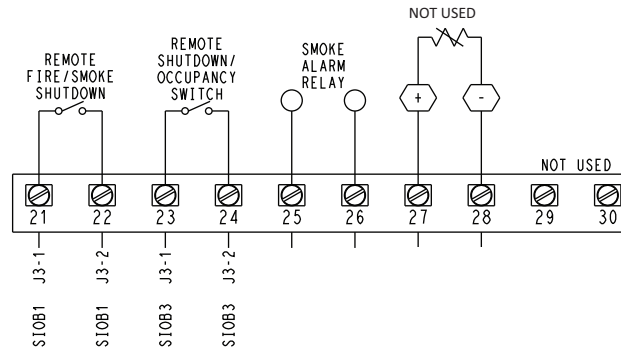 NOT USED
REMOTE
FIRE/SMOKE
SHUTDOWN
REMOTE
SHUTDOWN/
OCCUPANCY
SWITCH
SMOKE
ALARM
RELAY
+ -
NOT USED
21 22 23 24 25 26 27 28 29 30
J3-1 J3-2 J3-1 J3-2
SIOB1 SIOB1 SIOB3 SIOB3